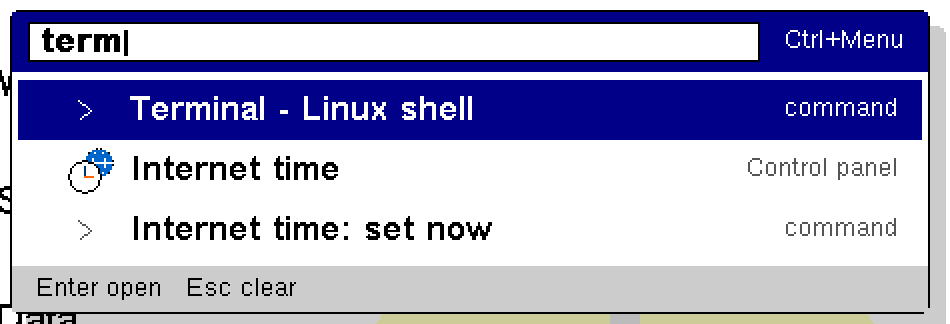 term
Ctrl+Menu
Terminal - Linux shell
command
Internet time
Control panel
Internet time: set now
command
Enter open Esc clear
Data